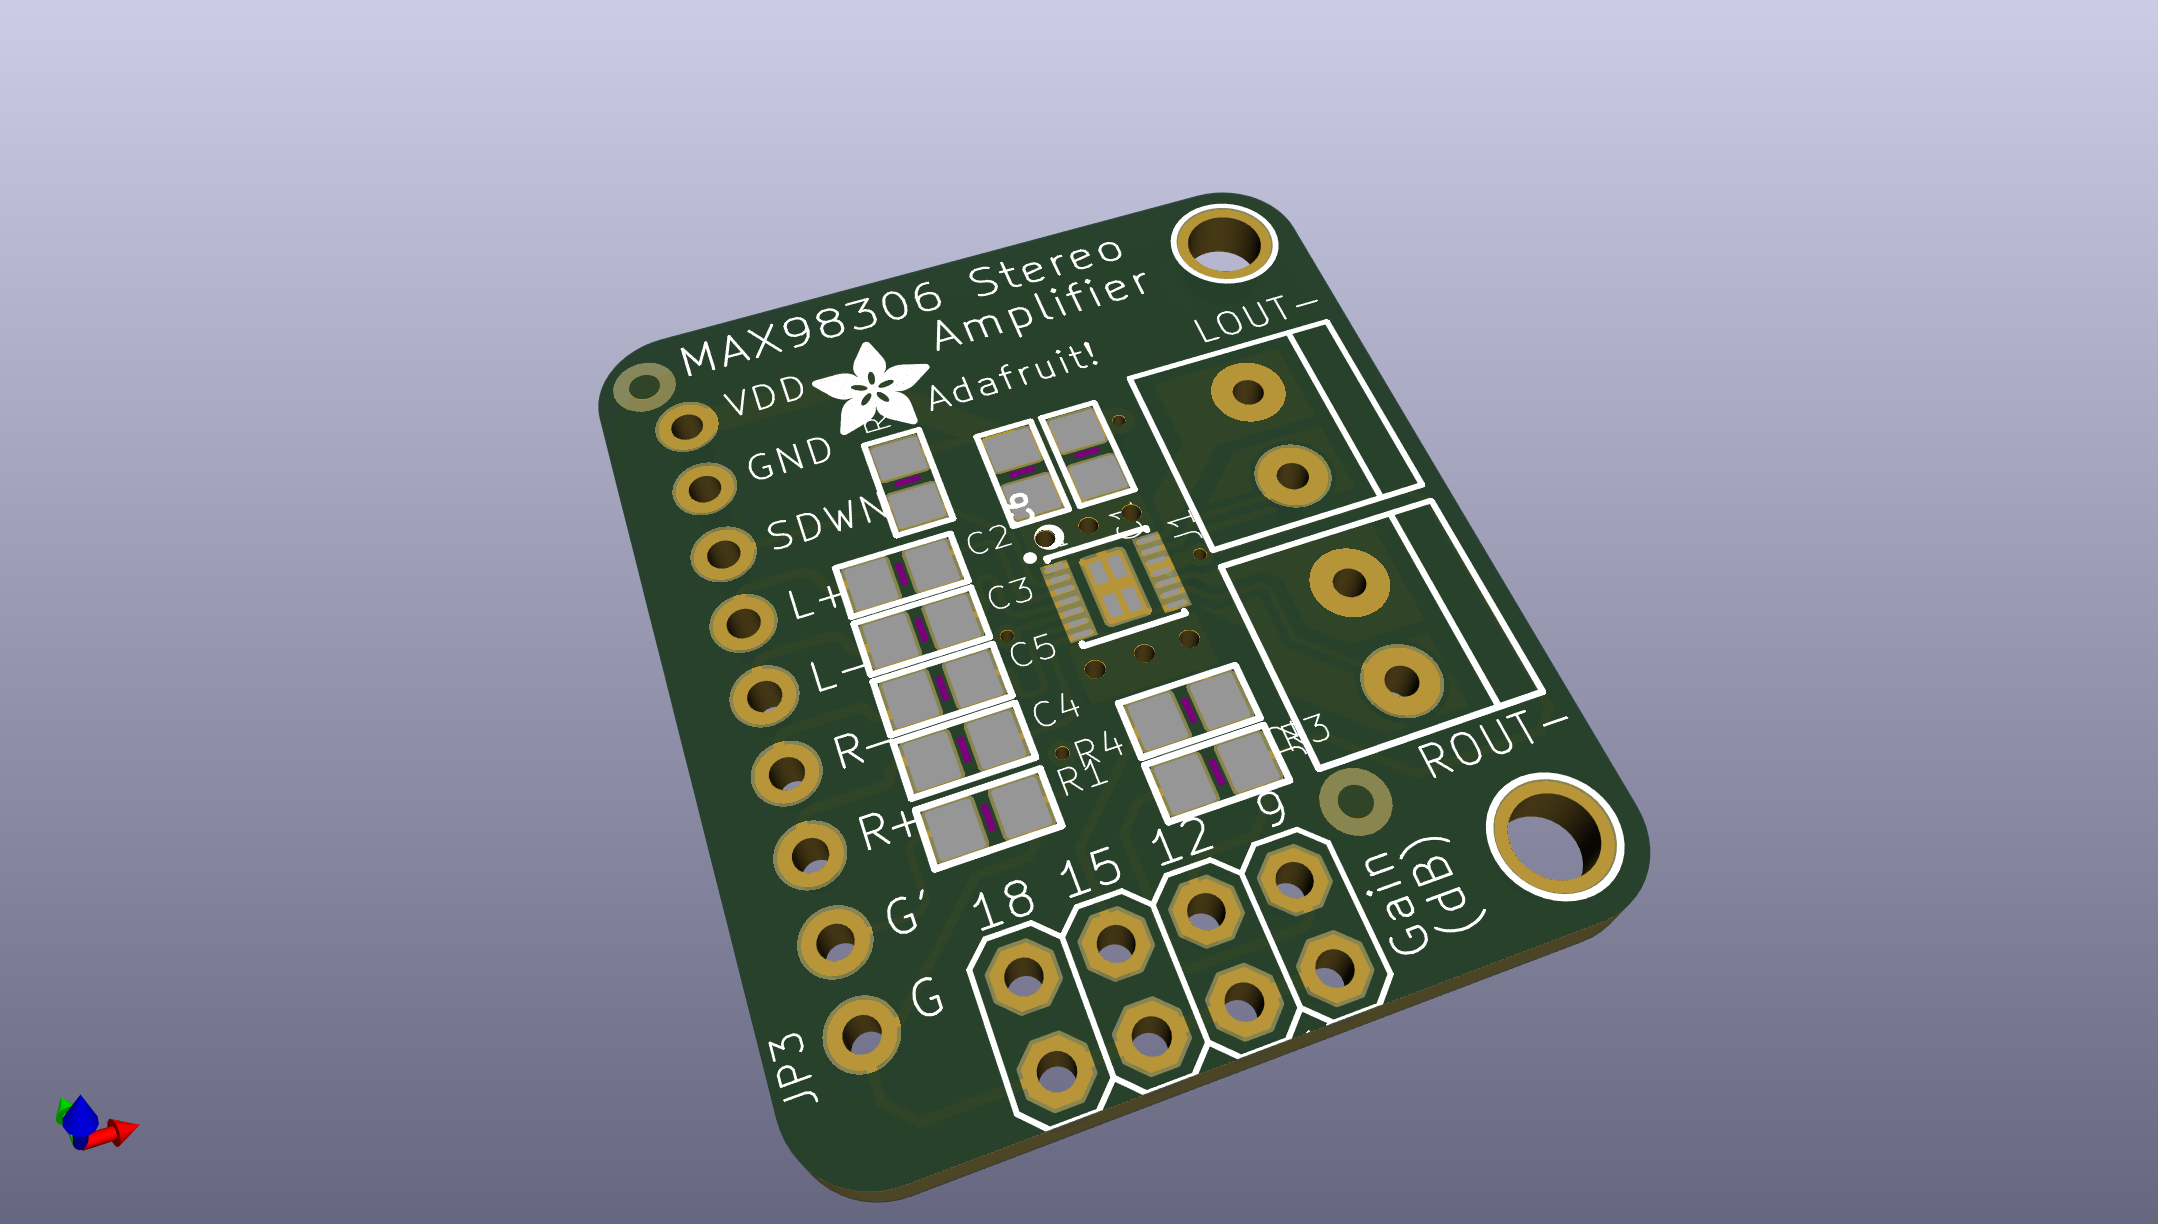 MAX98306 Stereo
Amplifier
Adafruit!
VDD
GND
SDWN
L+
L-
R-
R+
G'
G
JP3
LOUT-
ROUT-
C2
C3
C5
C4
R4
R1
18
15
12
9
Gain
(dB)